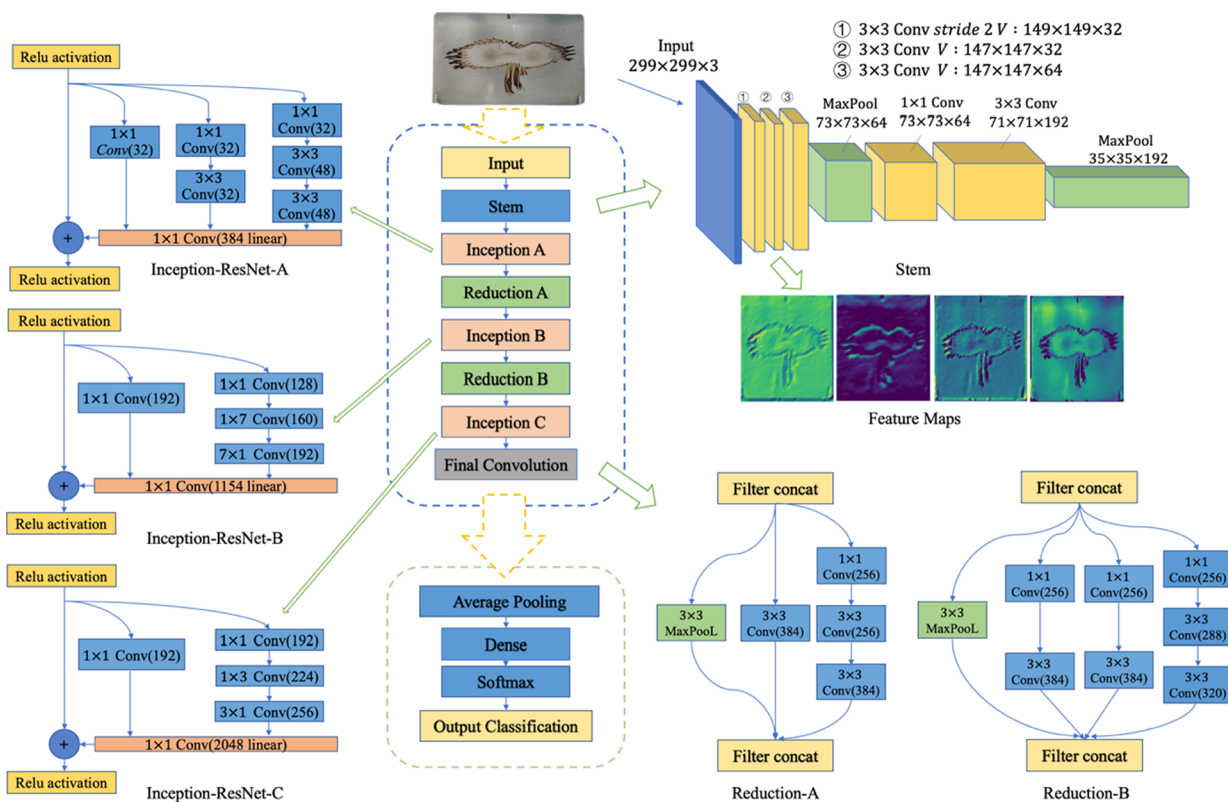 Relu activation
1×1
Conv(32)
1×1
Conv(32)
3×3
Conv(32)
1×1
Conv(32)
3×3
Conv(48)
3×3
Conv(48)
+
1×1 Conv(384 linear)
Relu activation
Inception-ResNet-A
Relu activation
1×1 Conv(192)
1×1 Conv(128)
1×7 Conv(160)
7×1 Conv(192)
+
1×1 Conv(1154 linear)
Relu activation
Inception-ResNet-B
Relu activation
1×1 Conv(192)
1×1 Conv(192)
1×3 Conv(224)
3×1 Conv(256)
+
1×1 Conv(2048 linear)
Relu activation
Inception-ResNet-C
Input
Stem
Inception A
Reduction A
Inception B
Reduction B
Inception C
Final Convolution
Average Pooling
Dense
Softmax
Output Classification
Input
299×299×3
① 3×3 Conv stride 2 V : 149×149×32
② 3×3 Conv V : 147×147×32
③ 3×3 Conv V : 147×147×64
① ② ③
MaxPool
73×73×64
1×1 Conv
73×73×64
3×3 Conv
71×71×192
MaxPool
35×35×192
Stem
Feature Maps
Filter concat
3×3
MaxPooL
3×3
Conv(384)
1×1
Conv(256)
3×3
Conv(256)
3×3
Conv(384)
Filter concat
Reduction-A
Filter concat
3×3
MaxPooL
1×1
Conv(256)
3×3
Conv(384)
1×1
Conv(256)
3×3
Conv(384)
1×1
Conv(256)
3×3
Conv(288)
3×3
Conv(320)
Filter concat
Reduction-B